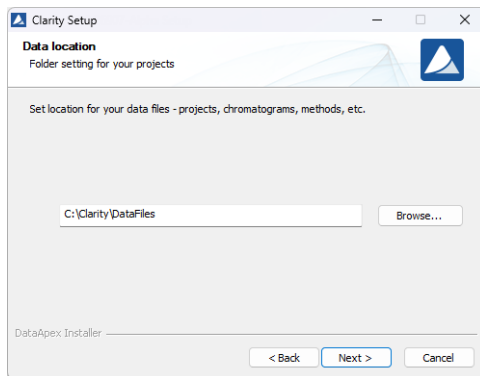 Clarity Setup
Data location
Folder setting for your projects
Set location for your data files - projects, chromatograms, methods, etc.
C:\Clarity\DataFiles
Browse...
DataApex Installer
< Back
Next >
Cancel